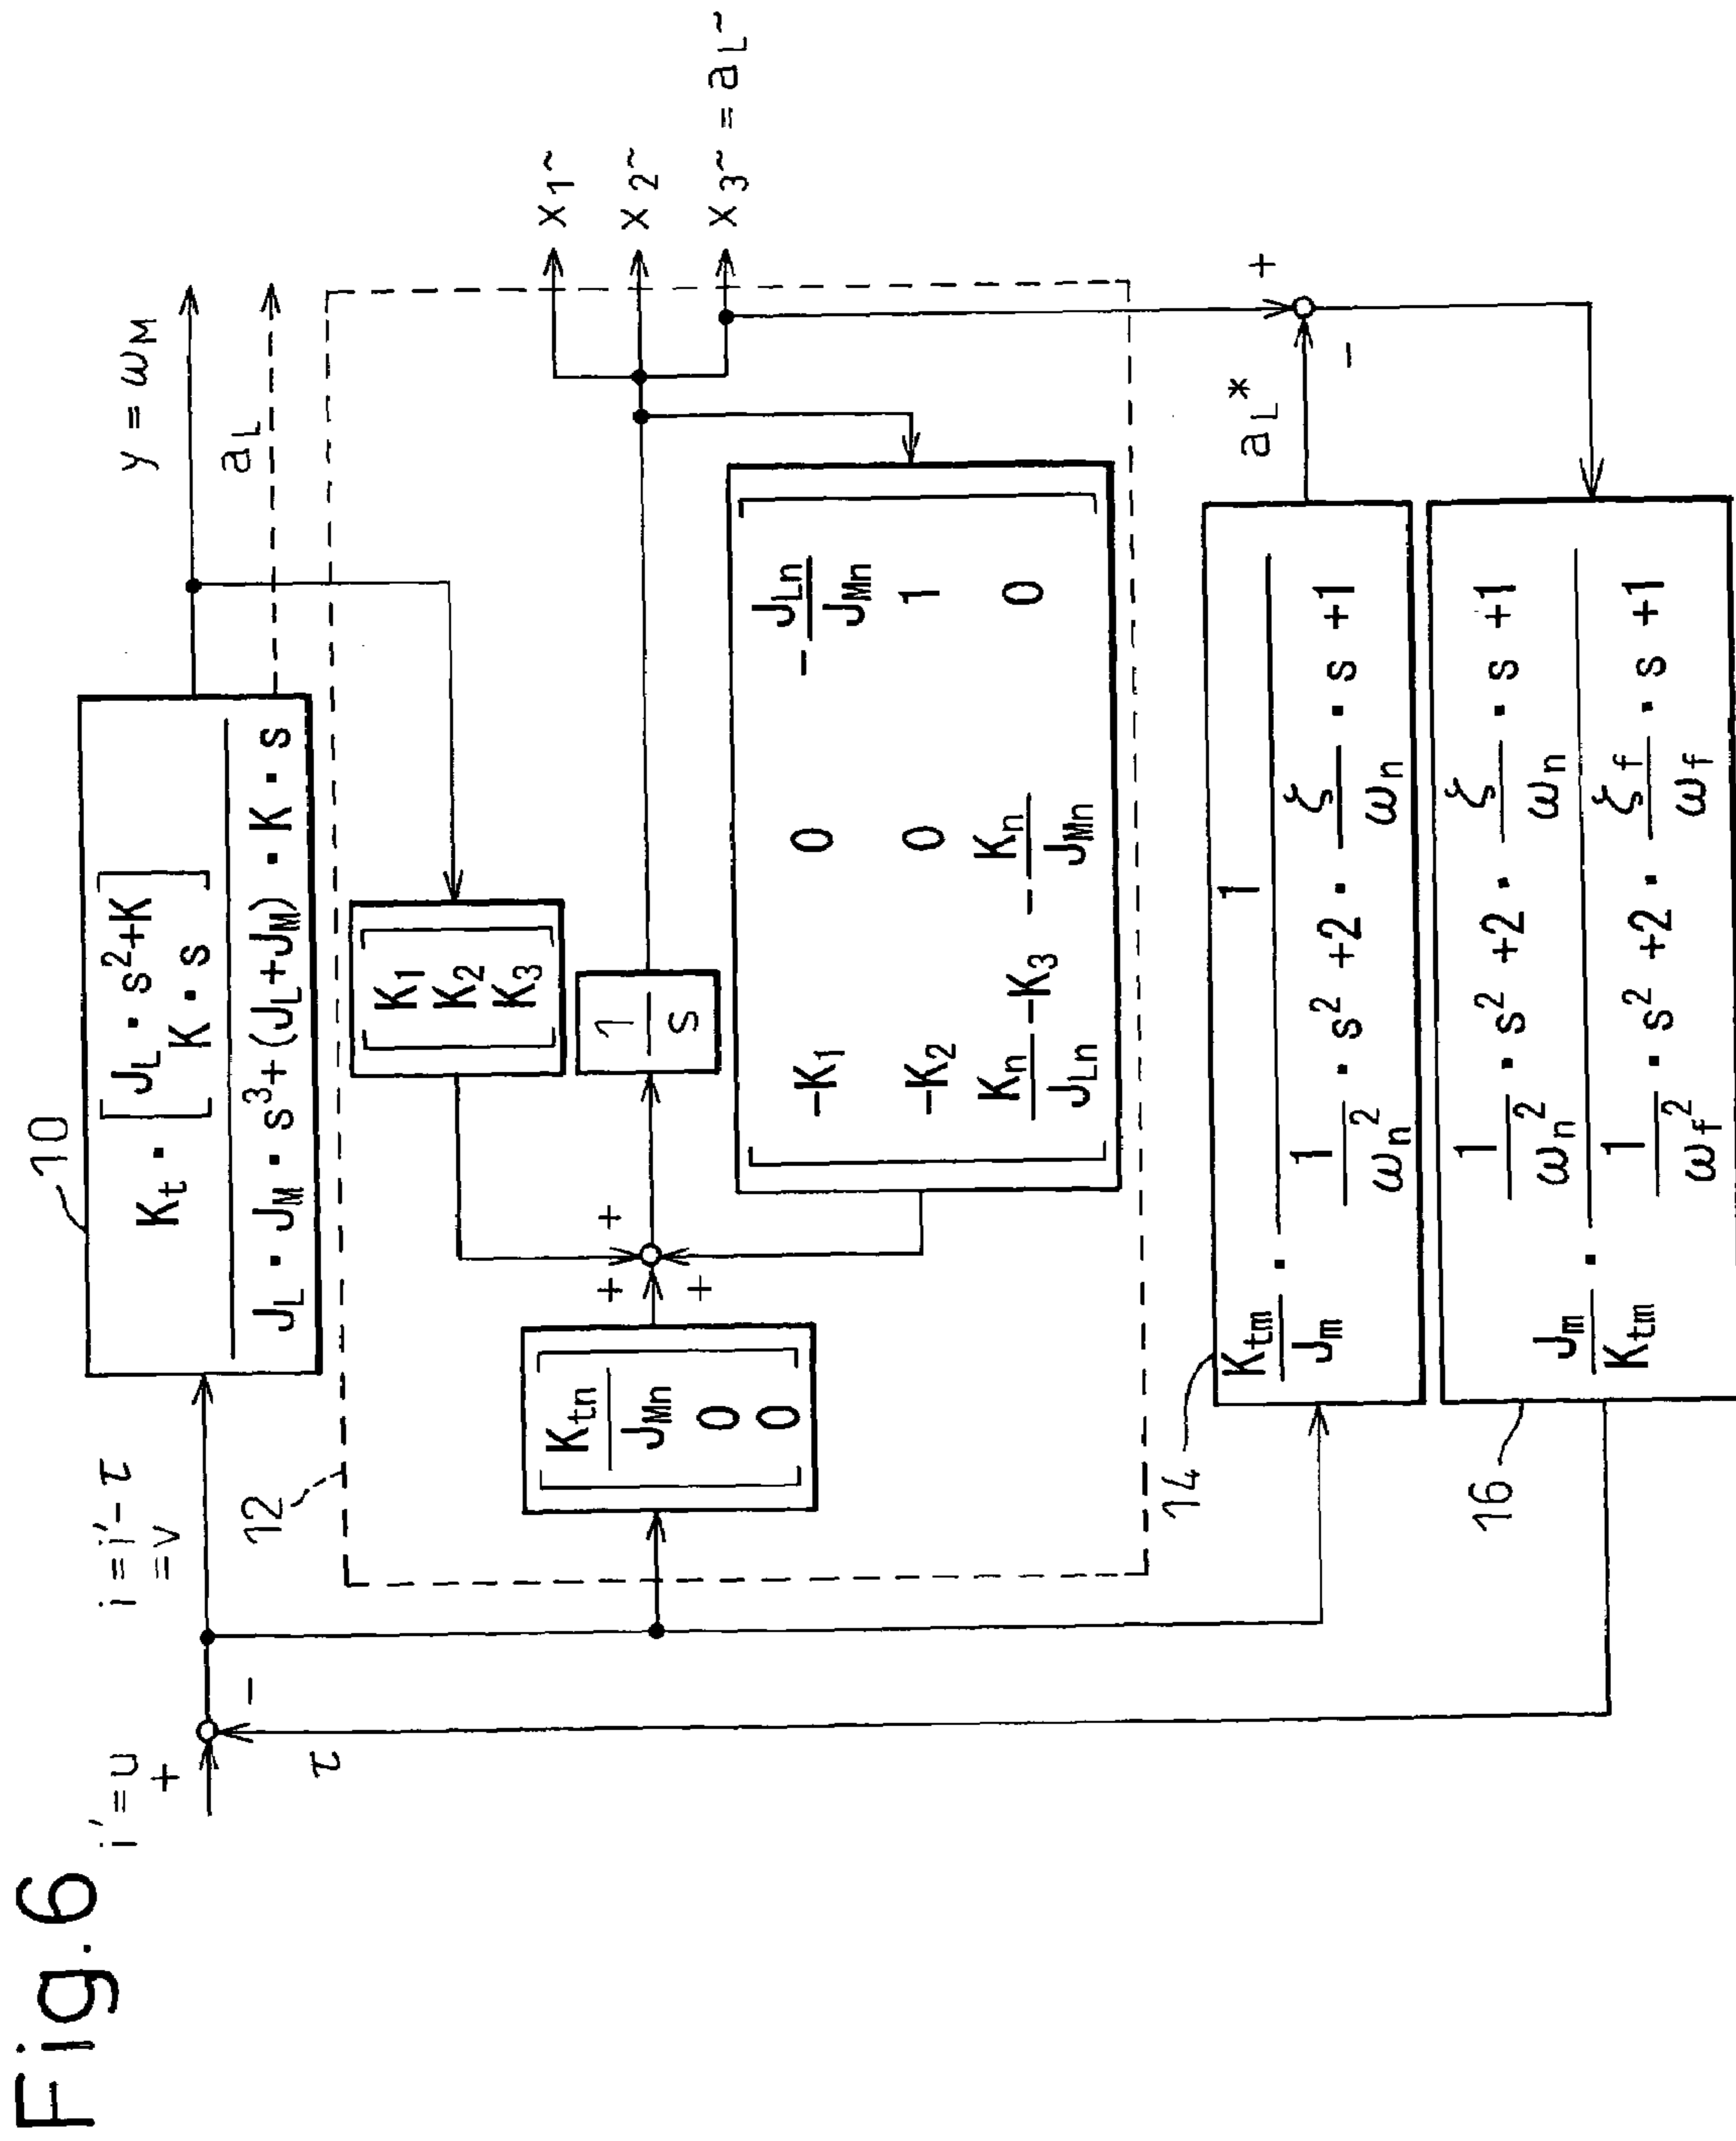 Fig.6
i'=u
+
-
τ
i=i'-τ
=v
10
Kt · [ JL · s²+K ]
[ K · s ]
JL · JM · s³+(JL+JM) · K · s
y = ωM
aL
12
[ Ktn / JMn ]
[ 0 ]
[ 0 ]
+
+
+
[ K1 ]
[ K2 ]
[ K3 ]
1
s
-K1 0 - JLn / JMn
-K2 0 1
Kn / JLn -K3 - Kn / JMn 0
x1~
x2~
x3~ = aL~
14
Ktm / Jm · 1
1 / ωn² · s² +2 · ζ / ωn · s +1
aL*
+
-
16
Jm / Ktm · 1 / ωn² · s² +2 · ζ / ωn · s +1
1 / ωf² · s² +2 · ζf / ωf · s +1